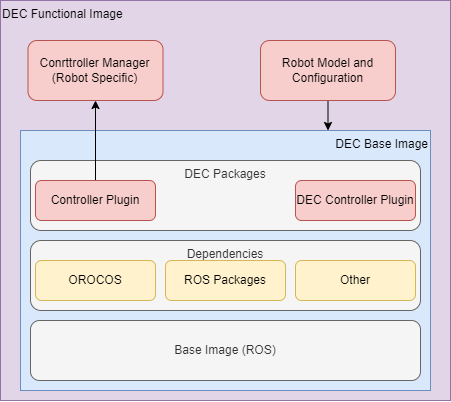 DEC Functional Image
Conrttroller Manager
(Robot Specific)
Robot Model and
Configuration
DEC Base Image
DEC Packages
Controller Plugin
DEC Controller Plugin
Dependencies
OROCOS
ROS Packages
Other
Base Image (ROS)